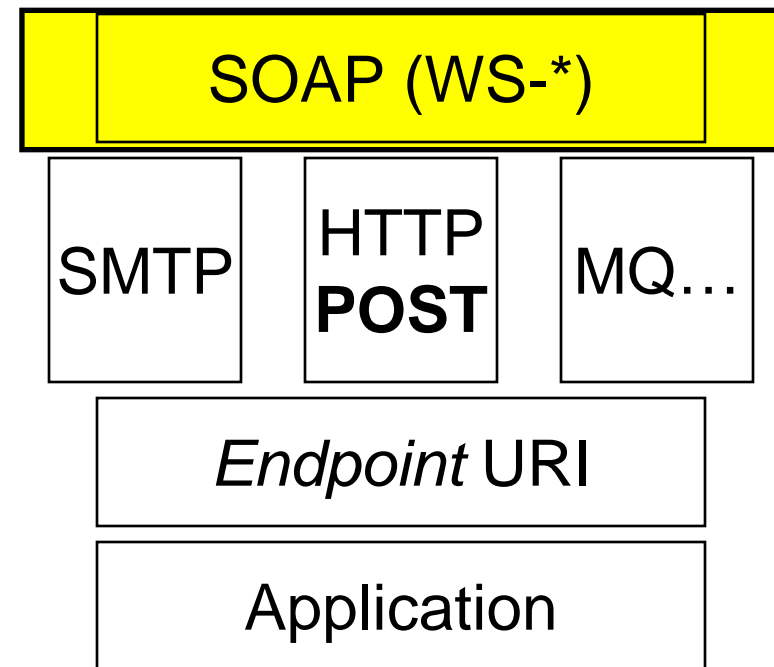 SOAP (WS-*)
SMTP
HTTP
POST
MQ…
Endpoint URI
Application